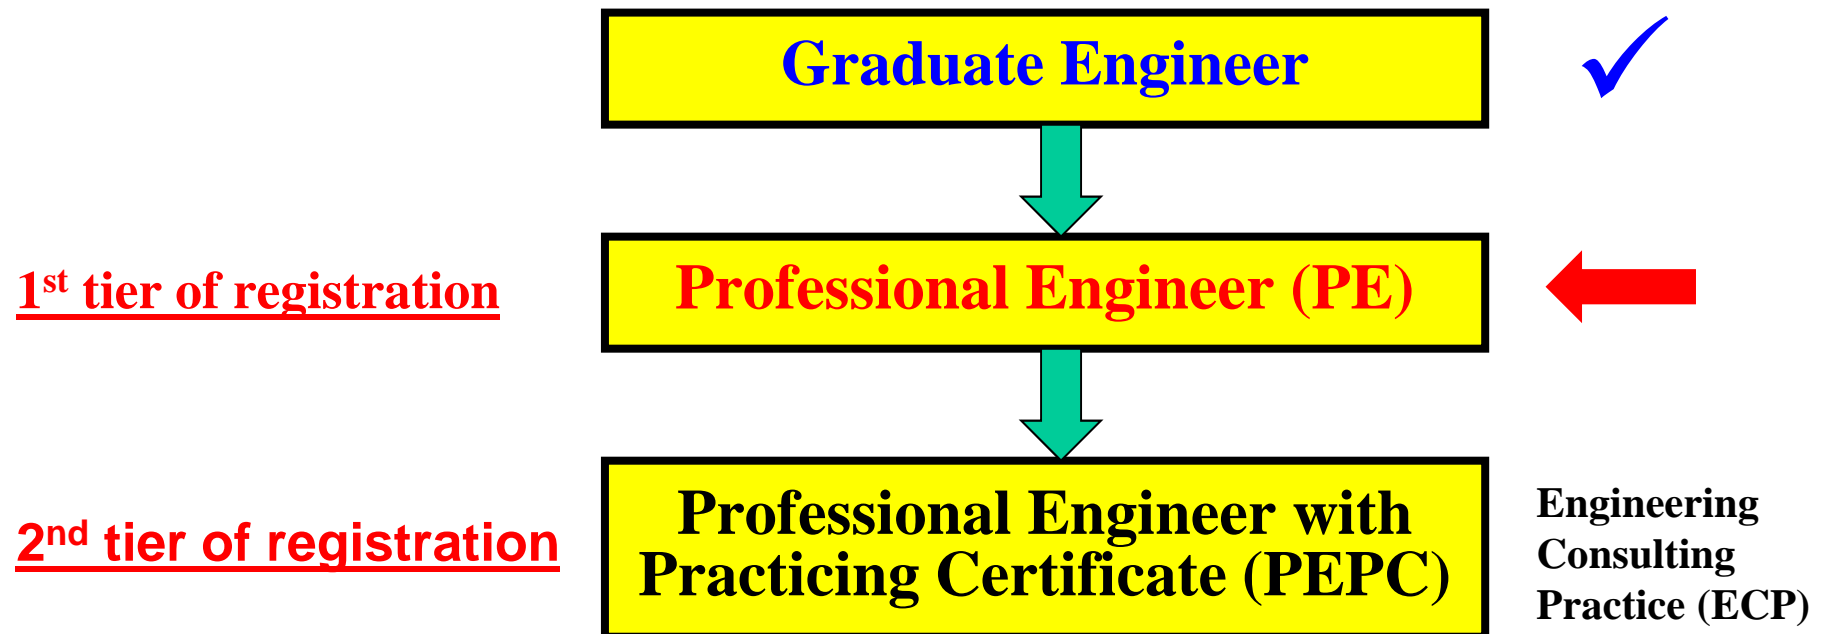 Graduate Engineer
1st tier of registration
Professional Engineer (PE)
2nd tier of registration
Professional Engineer with
Practicing Certificate (PEPC)
Engineering
Consulting
Practice (ECP)